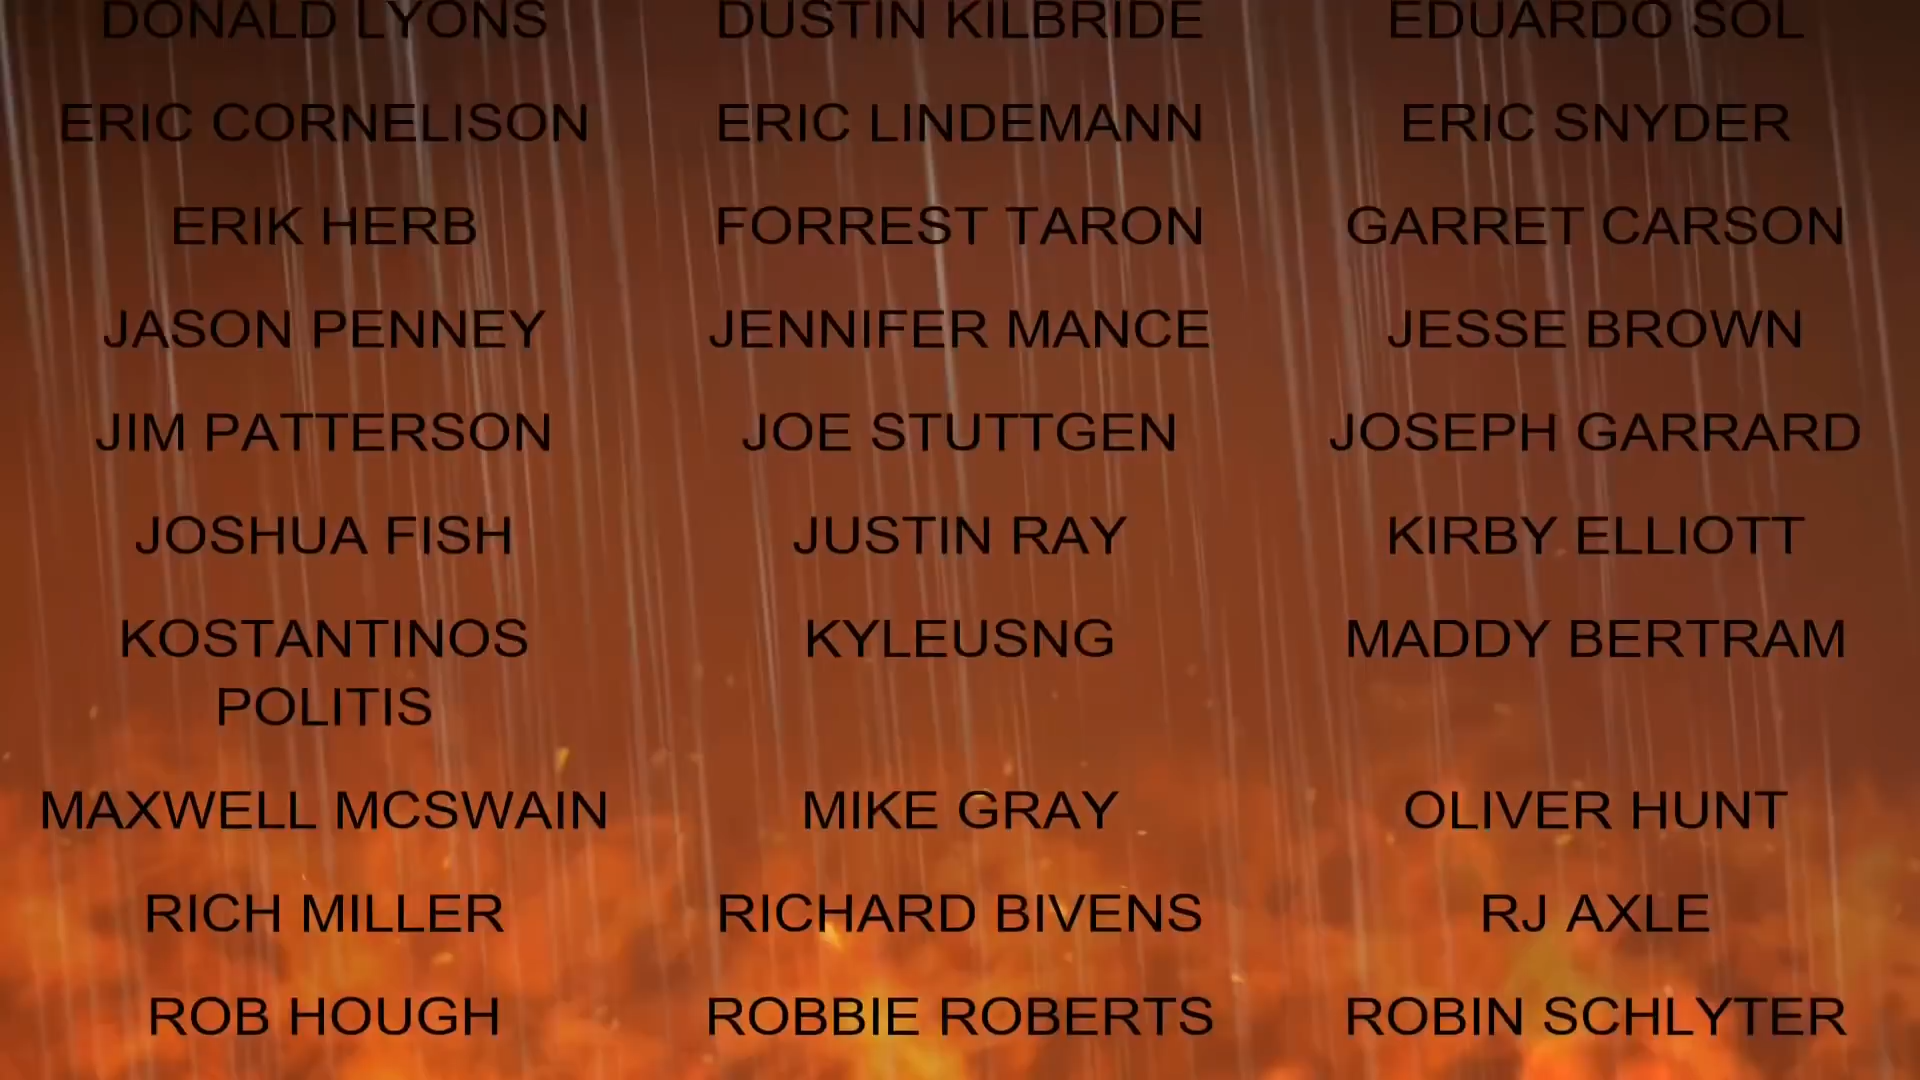 DONALD LYONS DUSTIN KILBRIDE EDUARDO SOL
ERIC CORNELISON ERIC LINDEMANN ERIC SNYDER
ERIK HERB FORREST TARON GARRET CARSON
JASON PENNEY JENNIFER MANCE JESSE BROWN
JIM PATTERSON JOE STUTTGEN JOSEPH GARRARD
JOSHUA FISH JUSTIN RAY KIRBY ELLIOTT
KOSTANTINOS KYLEUSNG MADDY BERTRAM
POLITIS
MAXWELL MCSWAIN MIKE GRAY OLIVER HUNT
RICH MILLER RICHARD BIVENS RJ AXLE
ROB HOUGH ROBBIE ROBERTS ROBIN SCHLYTER